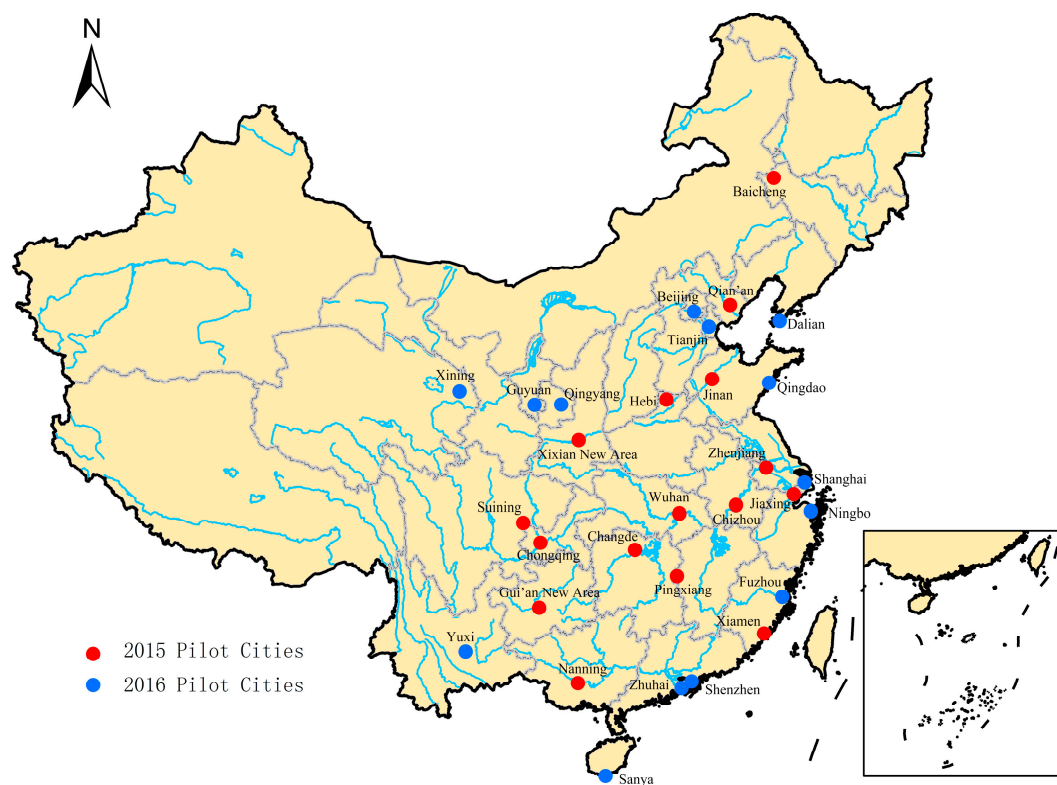 N
Baicheng
Beijing
Qian'an
Tianjin
Dalian
Xining
Guyuan
Qingyang
Hebi
Jinan
Qingdao
Xixian New Area
Zhenjiang
Shanghai
Suining
Wuhan
Jiaxing
Chizhou
Ningbo
Chongqing
Changde
Pingxiang
Fuzhou
Gui'an New Area
Xiamen
Yuxi
Nanning
Zhuhai
Shenzhen
Sanya
2015 Pilot Cities
2016 Pilot Cities